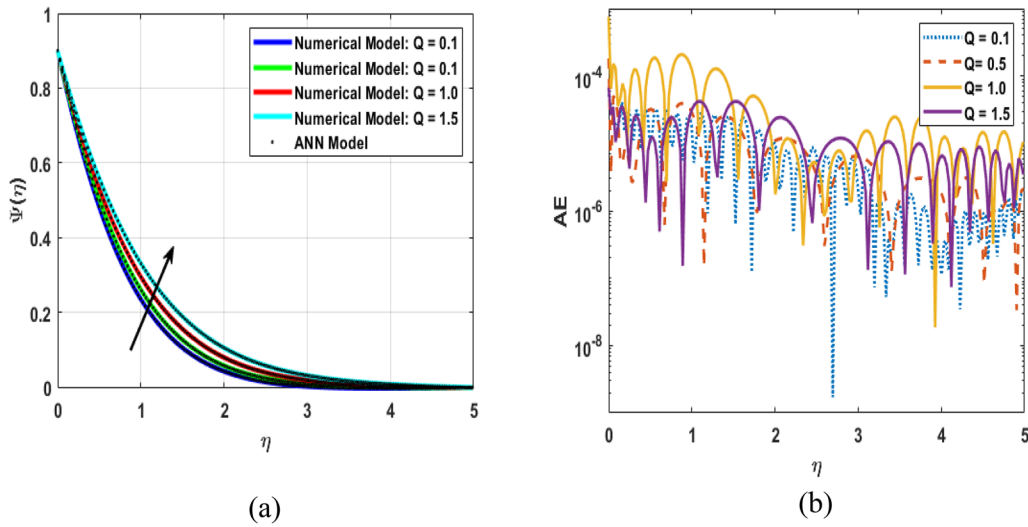 Ψ(η)
1
0.8
0.6
0.4
0.2
0
0 1 2 3 4 5
η
Numerical Model: Q = 0.1
Numerical Model: Q = 0.1
Numerical Model: Q = 1.0
Numerical Model: Q = 1.5
ANN Model
(a)
AE
10-4
10-6
10-8
0 1 2 3 4 5
η
Q = 0.1
Q= 0.5
Q= 1.0
Q= 1.5
(b)